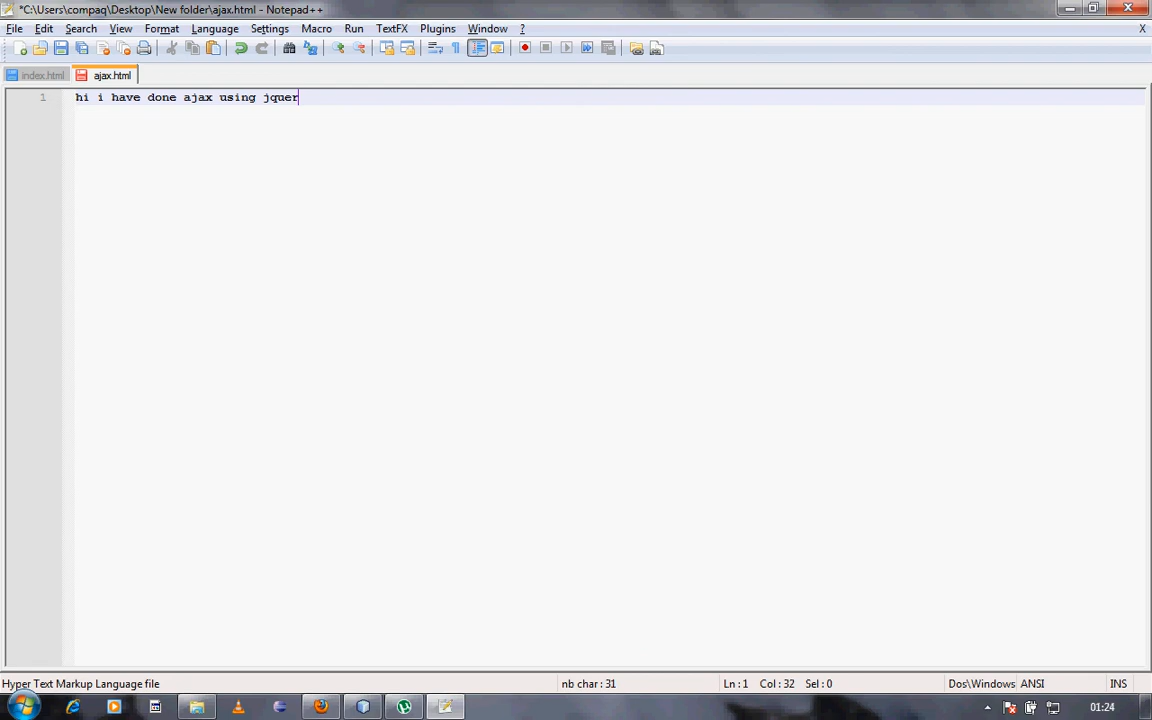 *C:\Users\compaq\Desktop\New folder\ajax.html - Notepad++
File Edit Search View Format Language Settings Macro Run TextFX Plugins Window ? X
index.html ajax.html
1 hi i have done ajax using jquer
Hyper Text Markup Language file nb char : 31 Ln : 1 Col : 32 Sel : 0 Dos\Windows ANSI INS
01:24